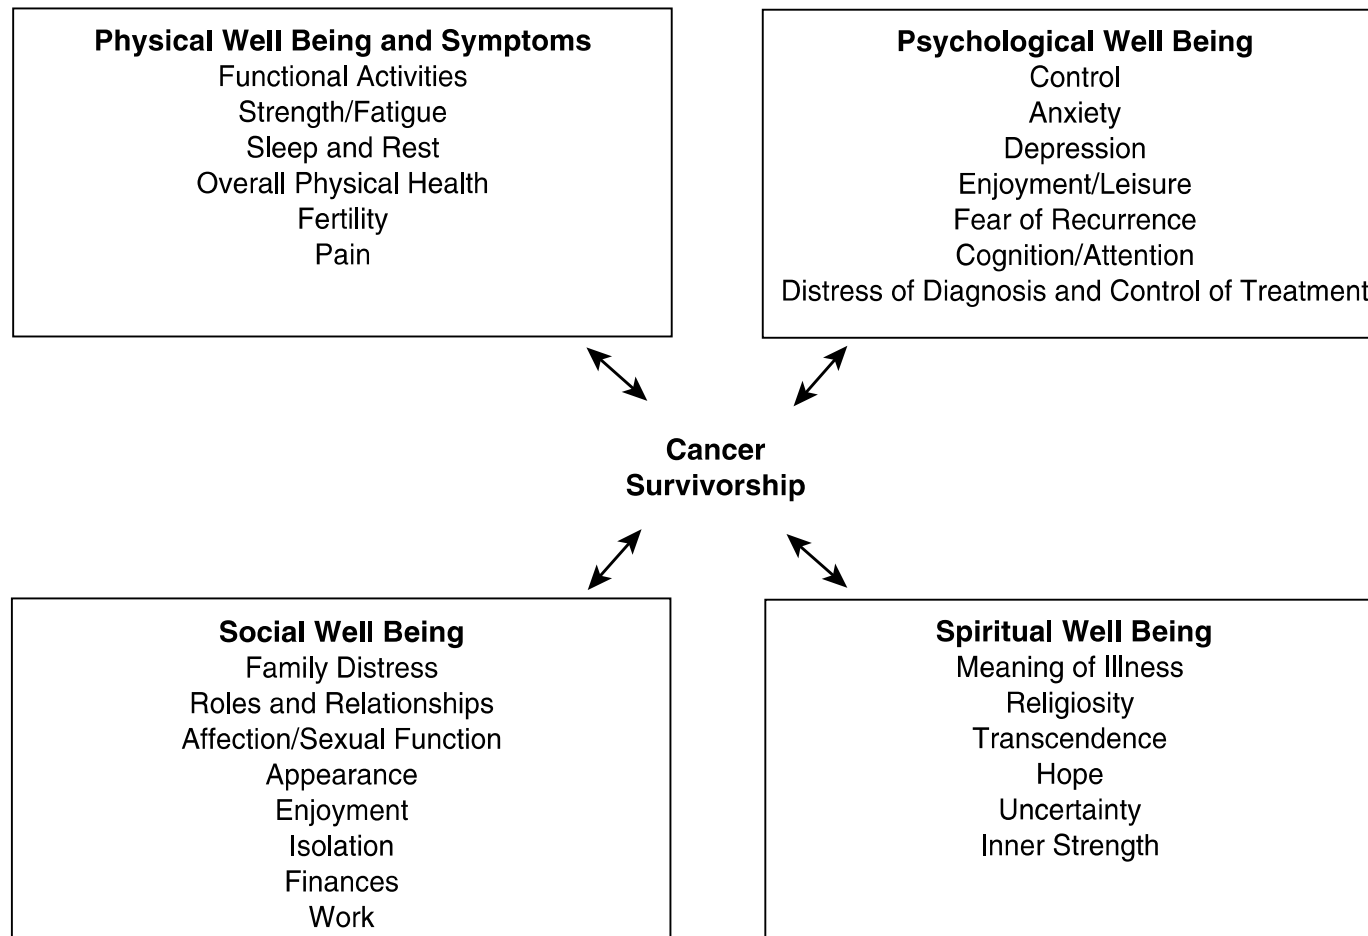 Physical Well Being and Symptoms
Functional Activities
Strength/Fatigue
Sleep and Rest
Overall Physical Health
Fertility
Pain
Psychological Well Being
Control
Anxiety
Depression
Enjoyment/Leisure
Fear of Recurrence
Cognition/Attention
Distress of Diagnosis and Control of Treatment
Cancer
Survivorship
Social Well Being
Family Distress
Roles and Relationships
Affection/Sexual Function
Appearance
Enjoyment
Isolation
Finances
Work
Spiritual Well Being
Meaning of Illness
Religiosity
Transcendence
Hope
Uncertainty
Inner Strength